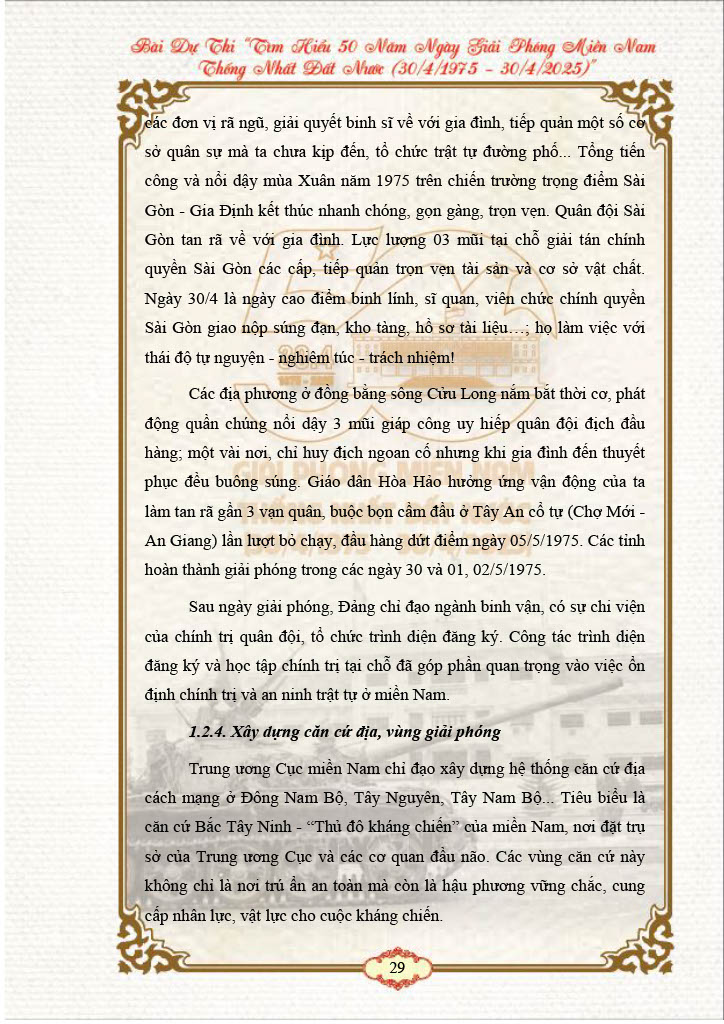 Bài Dự Thi “Tìm Hiểu 50 Năm Ngày Giải Phóng Miền Nam
Thống Nhất Đất Nước (30/4/1975 - 30/4/2025)”
các đơn vị rã ngũ, giải quyết binh sĩ về với gia đình, tiếp quản một số cơ
sở quân sự mà ta chưa kịp đến, tổ chức trật tự đường phố... Tổng tiến
công và nổi dậy mùa Xuân năm 1975 trên chiến trường trọng điểm Sài
Gòn - Gia Định kết thúc nhanh chóng, gọn gàng, trọn vẹn. Quân đội Sài
Gòn tan rã về với gia đình. Lực lượng 03 mũi tại chỗ giải tán chính
quyền Sài Gòn các cấp, tiếp quản trọn vẹn tài sản và cơ sở vật chất.
Ngày 30/4 là ngày cao điểm binh lính, sĩ quan, viên chức chính quyền
Sài Gòn giao nộp súng đạn, kho tàng, hồ sơ tài liệu…; họ làm việc với
thái độ tự nguyện - nghiêm túc - trách nhiệm!
Các địa phương ở đồng bằng sông Cửu Long nắm bắt thời cơ, phát
động quần chúng nổi dậy 3 mũi giáp công uy hiếp quân đội địch đầu
hàng; một vài nơi, chỉ huy địch ngoan cố nhưng khi gia đình đến thuyết
phục đều buông súng. Giáo dân Hòa Hảo hưởng ứng vận động của ta
làm tan rã gần 3 vạn quân, buộc bọn cầm đầu ở Tây An cổ tự (Chợ Mới -
An Giang) lần lượt bỏ chạy, đầu hàng dứt điểm ngày 05/5/1975. Các tỉnh
hoàn thành giải phóng trong các ngày 30 và 01, 02/5/1975.
Sau ngày giải phóng, Đảng chỉ đạo ngành binh vận, có sự chi viện
của chính trị quân đội, tổ chức trình diện đăng ký. Công tác trình diện
đăng ký và học tập chính trị tại chỗ đã góp phần quan trọng vào việc ổn
định chính trị và an ninh trật tự ở miền Nam.
1.2.4. Xây dựng căn cứ địa, vùng giải phóng
Trung ương Cục miền Nam chỉ đạo xây dựng hệ thống căn cứ địa
cách mạng ở Đông Nam Bộ, Tây Nguyên, Tây Nam Bộ... Tiêu biểu là
căn cứ Bắc Tây Ninh - “Thủ đô kháng chiến” của miền Nam, nơi đặt trụ
sở của Trung ương Cục và các cơ quan đầu não. Các vùng căn cứ này
không chỉ là nơi trú ẩn an toàn mà còn là hậu phương vững chắc, cung
cấp nhân lực, vật lực cho cuộc kháng chiến.
29